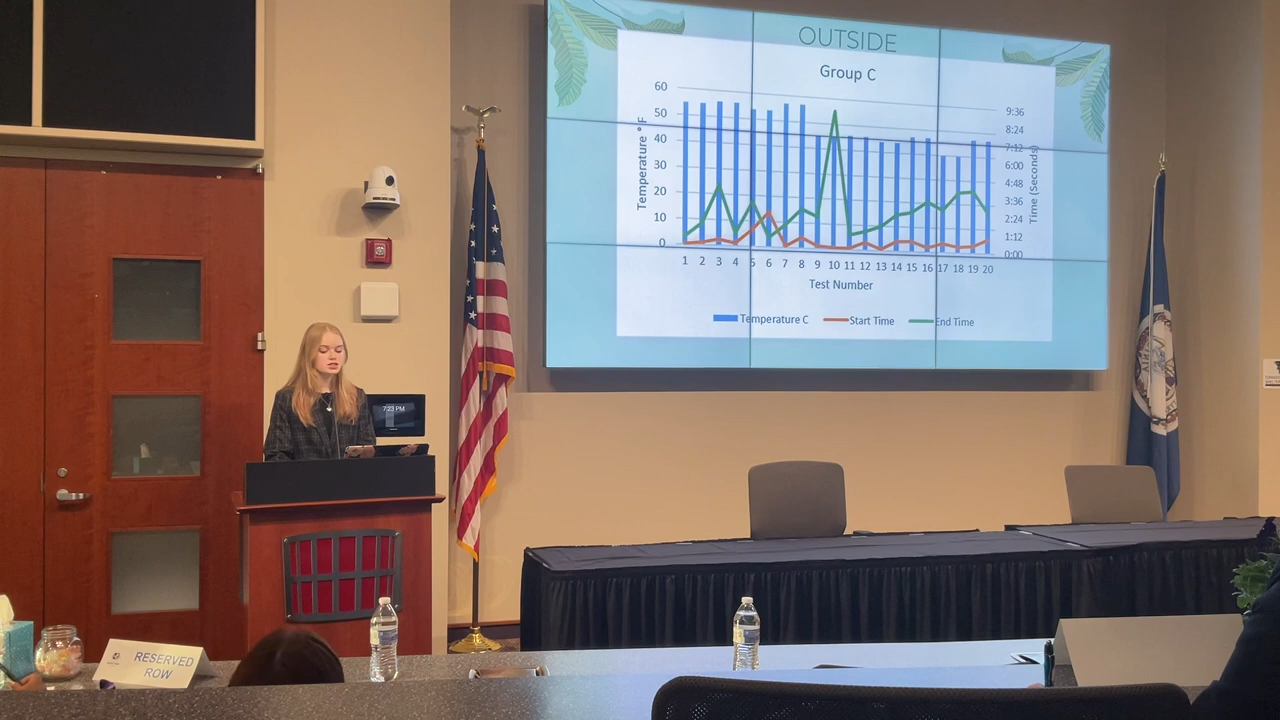 OUTSIDE
Group C
60
50
40
30
20
10
0
Temperature °F
9:36
8:24
7:12
6:00
4:48
3:36
2:24
1:12
0:00
Time (Seconds)
1 2 3 4 5 6 7 8 9 10 11 12 13 14 15 16 17 18 19 20
Test Number
Temperature C Start Time End Time
7:23 PM
RESERVED
ROW